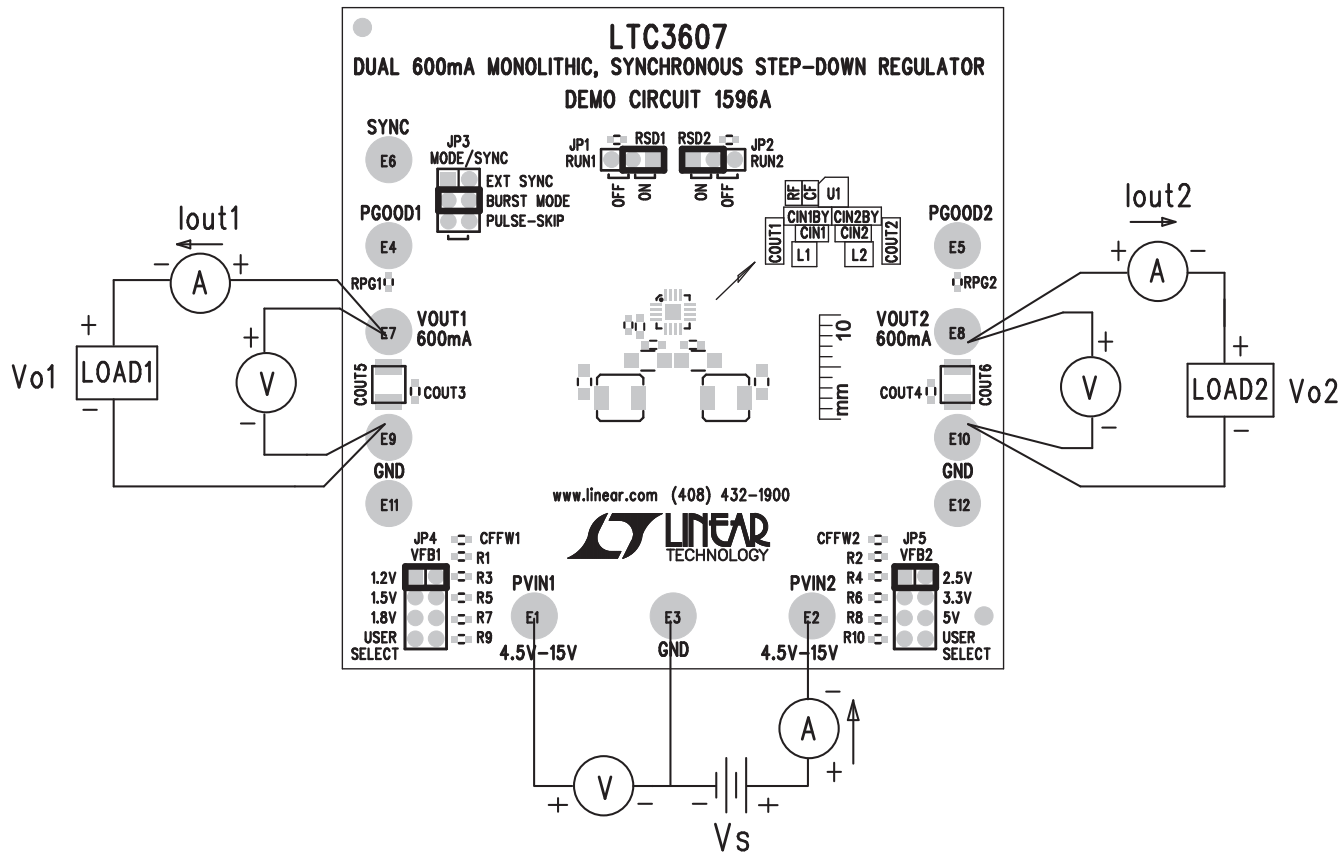 LTC3607
DUAL 600mA MONOLITHIC, SYNCHRONOUS STEP-DOWN REGULATOR
DEMO CIRCUIT 1596A
SYNC
E6
JP3
MODE/SYNC
EXT SYNC
BURST MODE
PULSE-SKIP
JP1
RUN1
RSD1
OFF
ON
RSD2
JP2
RUN2
ON
OFF
RF
CF
U1
CIN1BY
CIN2BY
COUT1
CIN1
CIN2
COUT2
L1
L2
PGOOD1
E4
RPG1
PGOOD2
E5
RPG2
Iout1
- A +
Iout2
+ A -
E7
VOUT1
600mA
VOUT2
600mA
E8
10
mm
Vo1
+
LOAD1
-
+
V
-
COUT5
COUT3
COUT4
COUT6
+
V
-
+
LOAD2
-
Vo2
E9
GND
E11
E10
GND
E12
www.linear.com (408) 432-1900
LINEAR
TECHNOLOGY
JP4
VFB1
CFFW1
R1
1.2V
R3
1.5V
R5
1.8V
R7
USER
SELECT
R9
PVIN1
E1
4.5V-15V
E3
GND
PVIN2
E2
4.5V-15V
CFFW2
JP5
VFB2
R2
R4
2.5V
R6
3.3V
R8
5V
R10
USER
SELECT
-
A
+
+ V -
- +
Vs